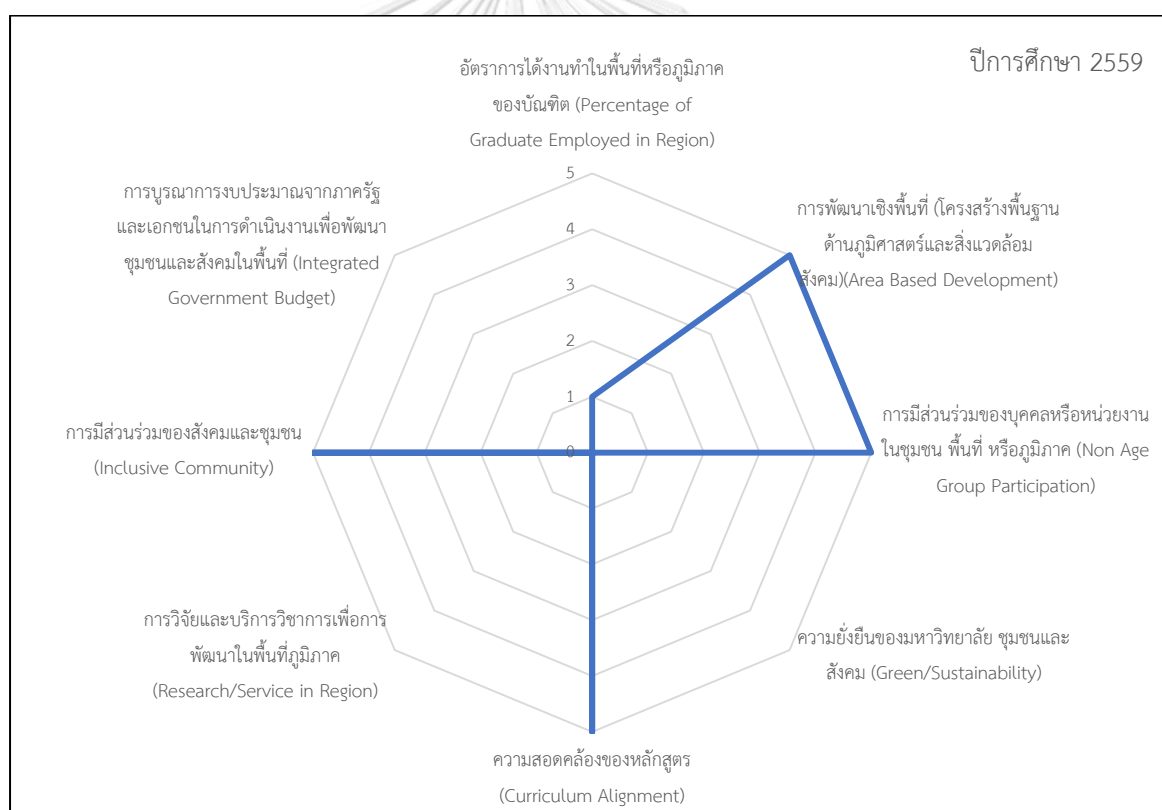 ปีการศึกษา 2559
อัตราการได้งานทำในพื้นที่หรือภูมิภาค
ของบัณฑิต (Percentage of
Graduate Employed in Region)
5
4
3
2
1
0
การพัฒนาเชิงพื้นที่ (โครงสร้างพื้นฐาน
ด้านภูมิศาสตร์และสิ่งแวดล้อม
สังคม)(Area Based Development)
การมีส่วนร่วมของบุคคลหรือหน่วยงาน
ในชุมชน พื้นที่ หรือภูมิภาค (Non Age
Group Participation)
ความยั่งยืนของมหาวิทยาลัย ชุมชนและ
สังคม (Green/Sustainability)
ความสอดคล้องของหลักสูตร
(Curriculum Alignment)
การวิจัยและบริการวิชาการเพื่อการ
พัฒนาในพื้นที่ภูมิภาค
(Research/Service in Region)
การมีส่วนร่วมของสังคมและชุมชน
(Inclusive Community)
การบูรณาการงบประมาณจากภาครัฐ
และเอกชนในการดำเนินงานเพื่อพัฒนา
ชุมชนและสังคมในพื้นที่ (Integrated
Government Budget)